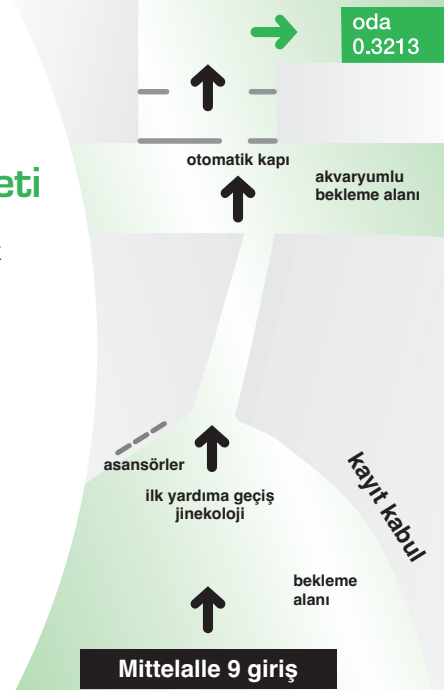 oda
0.3213
otomatik kapı
akvaryumlu
bekleme alanı
eti
asansörler
ilk yardıma geçiş
jinekoloji
kayıt kabul
bekleme
alanı
Mittelalle 9 giriş